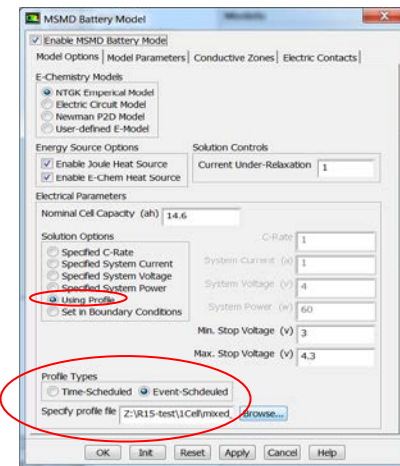 MSMD Battery Model
Enable MSMD Battery Model
Model Options Model Parameters Conductive Zones Electric Contacts
E-Chemistry Models
NTGK Emperical Model
Electric Circuit Model
Newman P2D Model
User-defined E-Model
Energy Source Options
Enable Joule Heat Source
Enable E-Chem Heat Source
Solution Controls
Current Under-Relaxation 1
Electrical Parameters
Nominal Cell Capacity (ah) 14.6
Solution Options
Specified C-Rate
Specified System Current
Specified System Voltage
Specified System Power
Using Profile
Set in Boundary Conditions
C-Rate 1
System Current (a) 1
System Voltage (v) 4
System Power (w) 60
Min. Stop Voltage (v) 3
Max. Stop Voltage (v) 4.3
Profile Types
Time-Scheduled Event-Schdeuled
Specify profile file Z:\R15-test\1Cell\mixed_ Browse...
OK Init Reset Apply Cancel Help